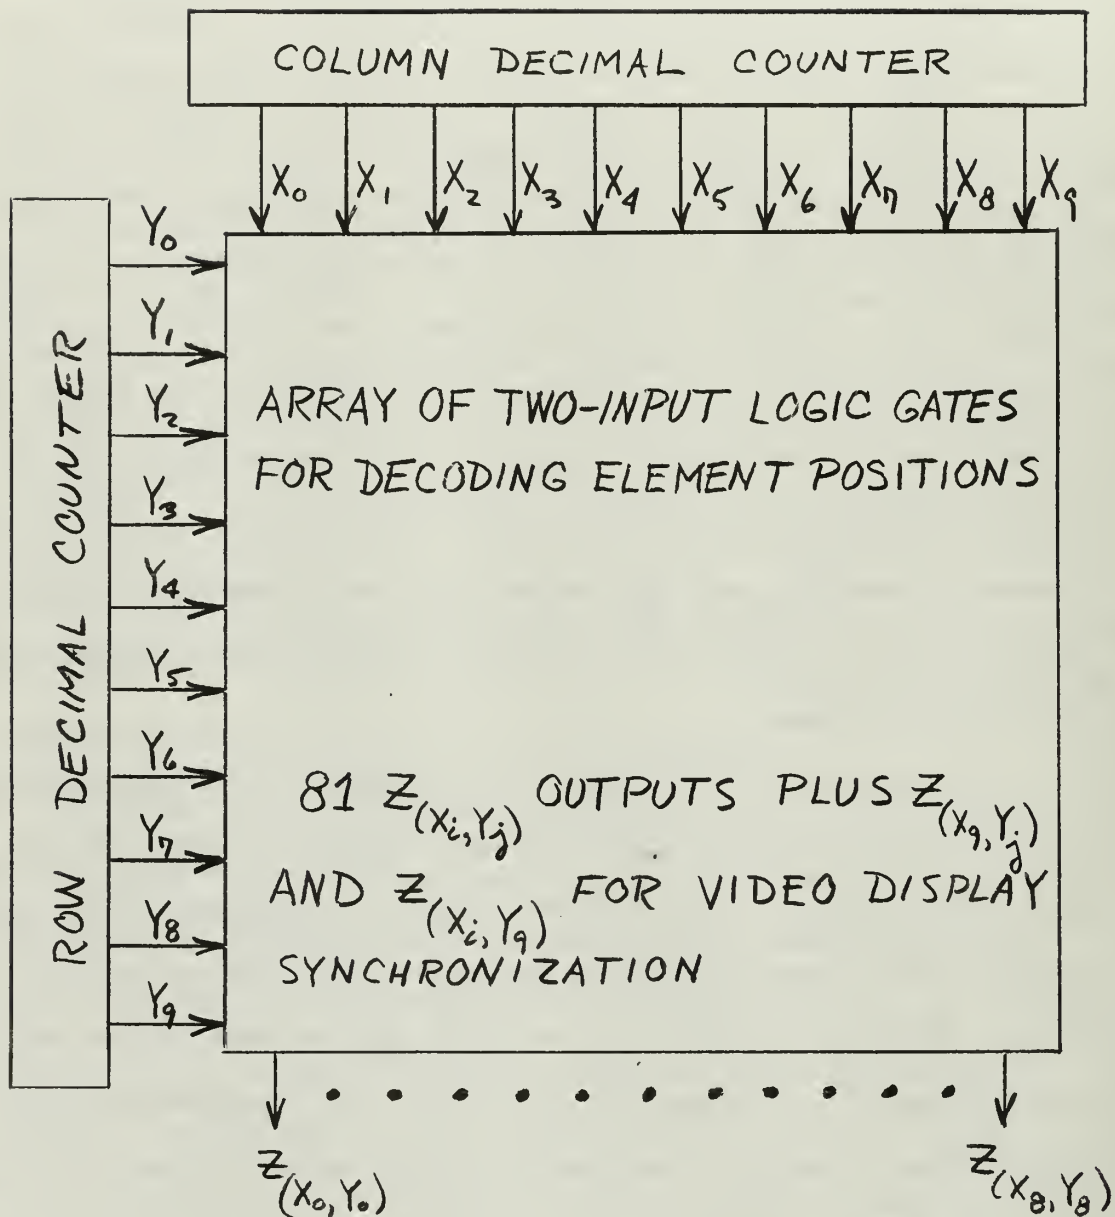 COLUMN DECIMAL COUNTER
X₀ X₁ X₂ X₃ X₄ X₅ X₆ X₇ X₈ X₉
ROW DECIMAL COUNTER
Y₀
Y₁
Y₂
Y₃
Y₄
Y₅
Y₆
Y₇
Y₈
Y₉
ARRAY OF TWO-INPUT LOGIC GATES
FOR DECODING ELEMENT POSITIONS
81 Z(Xi,Yj) OUTPUTS PLUS Z(X₉,Yj)
AND Z(Xi,Y₉) FOR VIDEO DISPLAY
SYNCHRONIZATION
Z(X₀,Y₀) Z(X₈,Y₈)